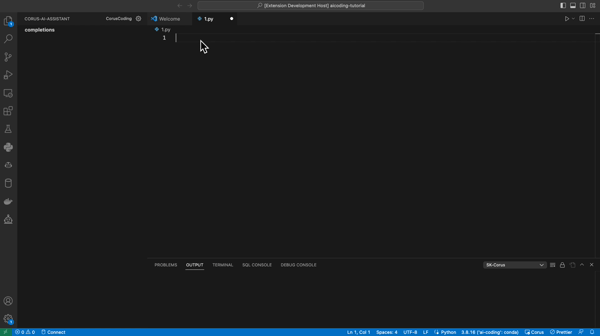 [Extension Development Host] aicoding-tutorial
CORUS-AI-ASSISTANT
CorusCoding
Welcome
1.py
completions
1.py
1
PROBLEMS OUTPUT TERMINAL SQL CONSOLE DEBUG CONSOLE
SK-Corus
0 0 Connect
Ln 1, Col 1 Spaces: 4 UTF-8 LF Python 3.8.16 ('ai-coding': conda) Corus Prettier